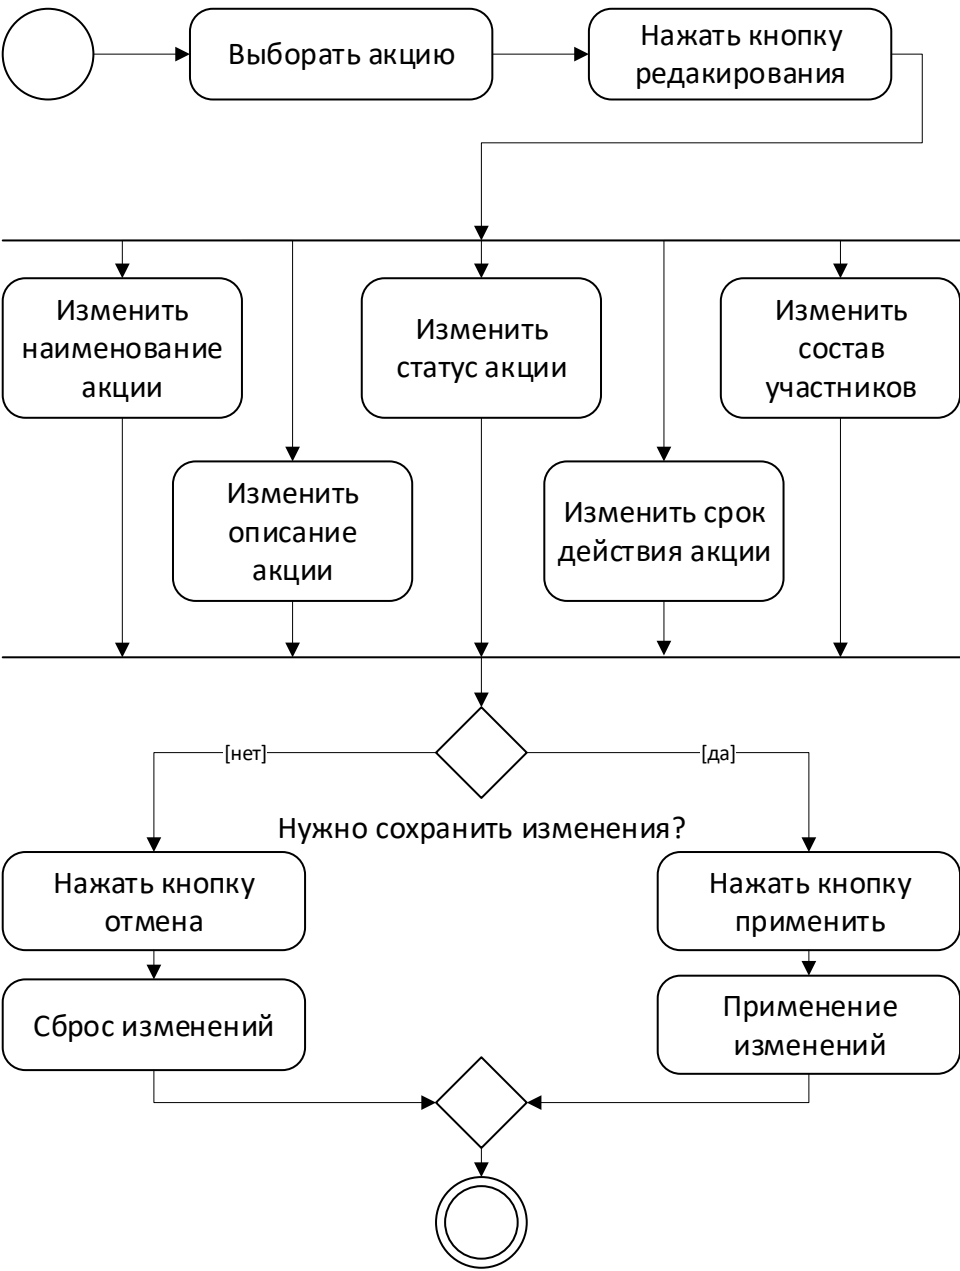 Выборать акцию
Нажать кнопку
редакирования
Изменить
наименование
акции
Изменить
статус акции
Изменить
состав
участников
Изменить
описание
акции
Изменить срок
действия акции
[нет]
[да]
Нужно сохранить изменения?
Нажать кнопку
отмена
Нажать кнопку
применить
Сброс изменений
Применение
изменений